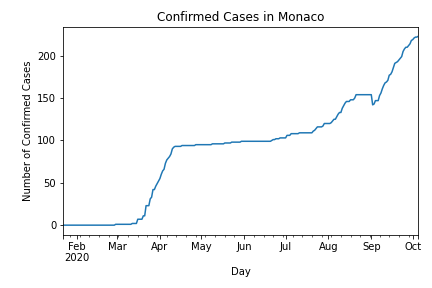 Confirmed Cases in Monaco
Number of Confirmed Cases
200
150
100
50
0
Feb Mar Apr May Jun Jul Aug Sep Oct
2020
Day